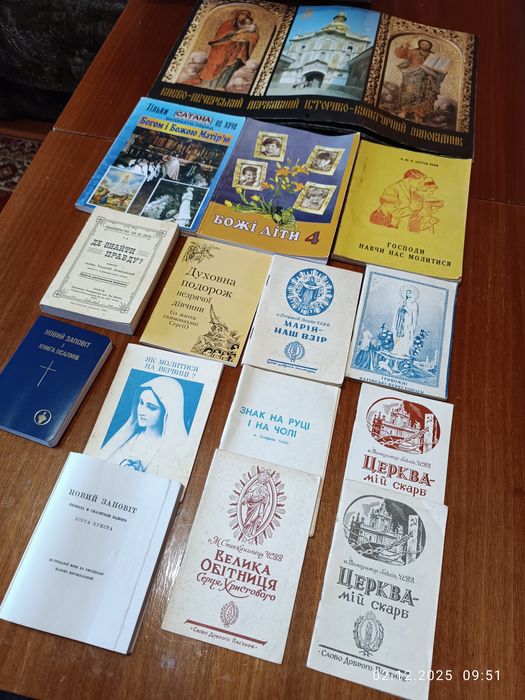 КИЄВО-ПЕЧЕРСЬКИЙ ДЕРЖАВНИЙ ІСТОРИКО-КУЛЬТУРНИЙ ЗАПОВІДНИК
ТІЛЬКИ САТАНА НЕ ХОЧЕ
Богом і Божою Матір'ю
БОЖІ ДІТИ 4
ГОСПОДИ
НАВЧИ НАС МОЛИТИСЯ
ДЕ ЗНАЙТИ
ПРАВДУ?
ЛЬВІВ
Духовна
подорож
незрячої
дівчини
МАРІЯ-
НАШ ВЗІР
НОВИЙ ЗАПОВІТ
і
КНИГА ПСАЛМІВ
ЯК МОЛИТИСЯ
НА ВЕРВИЦІ ?
ЗНАК НА РУЦІ
І НА ЧОЛІ
ЦЕРКВА-
МІЙ СКАРБ
НОВИЙ ЗАПОВІТ
ГОСПОДА Й СПАСИТЕЛЯ НАШОГО
ІСУСА ХРИСТА
ВЕЛИКА
ОБІТНИЦЯ
Серця Христового
«СЛОВО ДОБРОГО ПАСТИРЯ»
ЦЕРКВА-
МІЙ СКАРБ
«СЛОВО ДОБРОГО ПАСТИРЯ»
02.12.2025 09:51